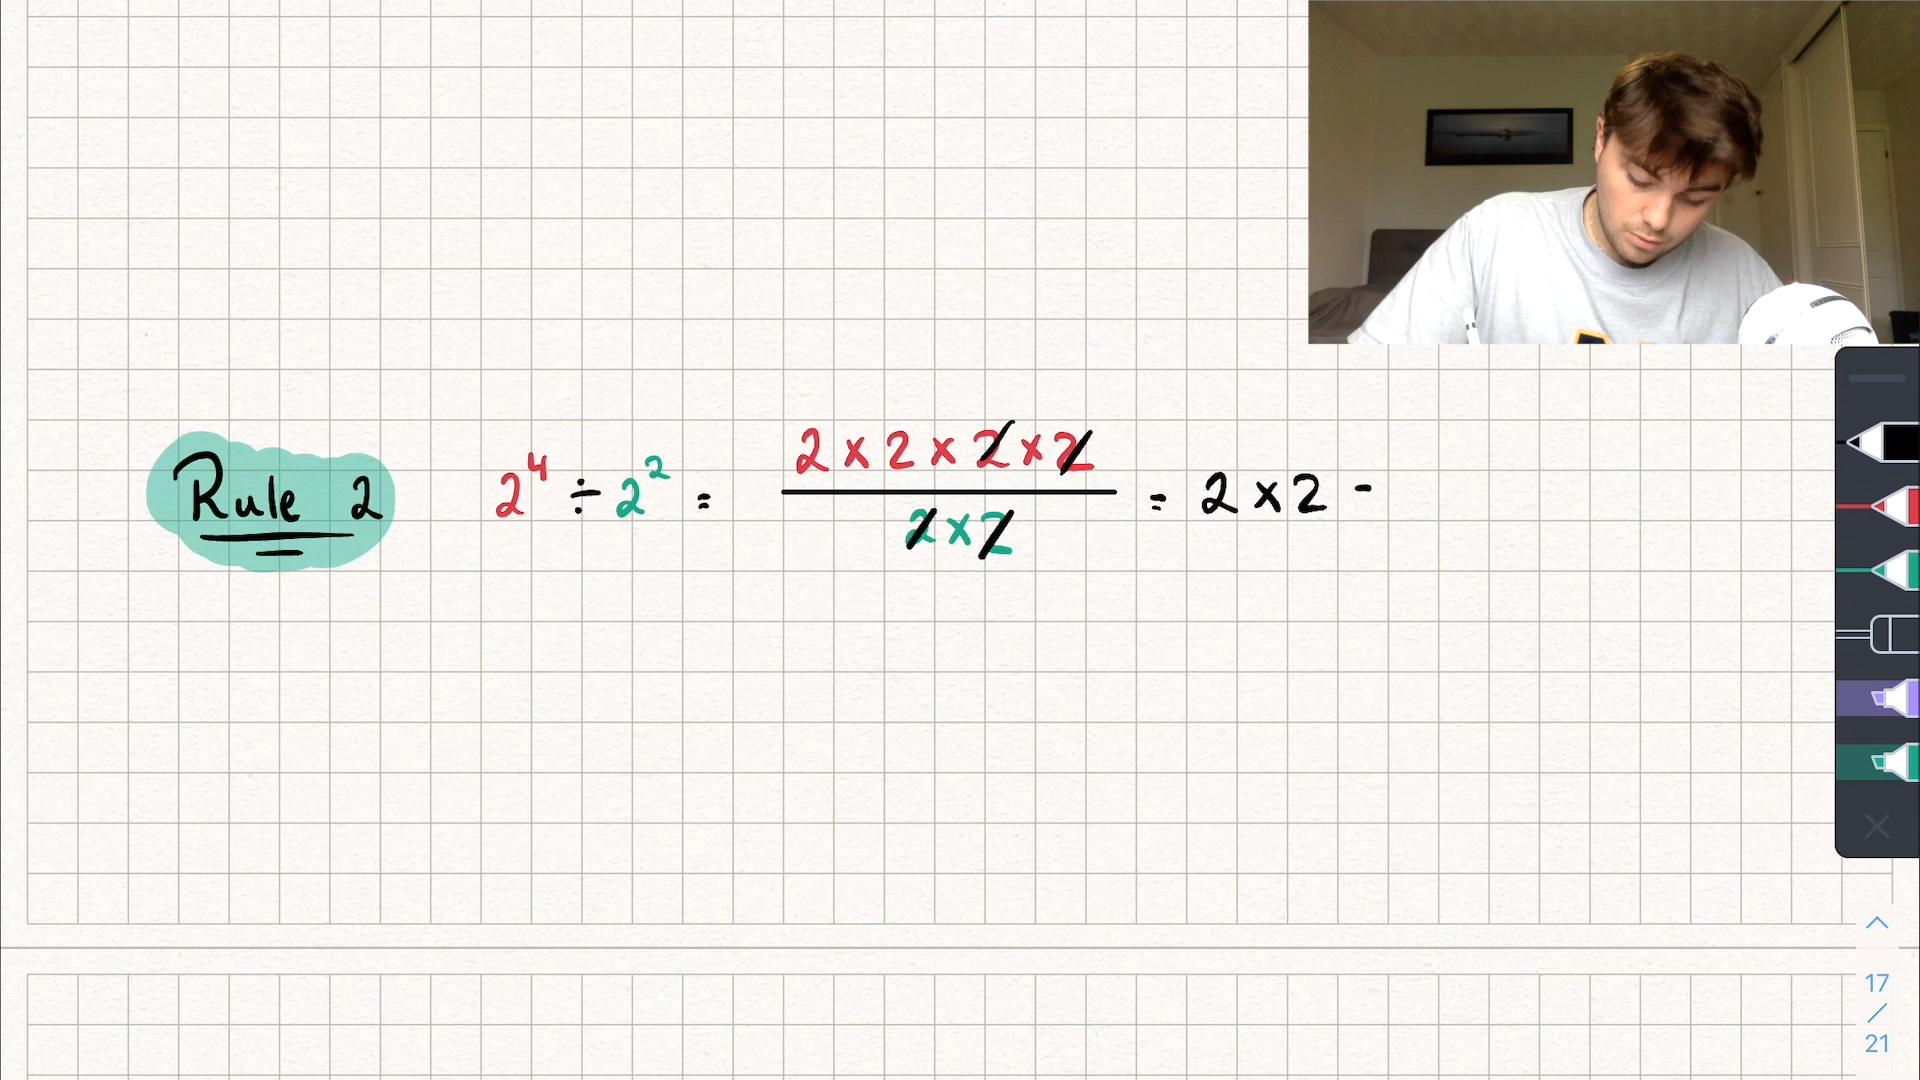 Rule 2 2⁴ ÷ 2² = 2 × 2 × 2 × 2 / 2 × 2 = 2 × 2 -
17
/
21